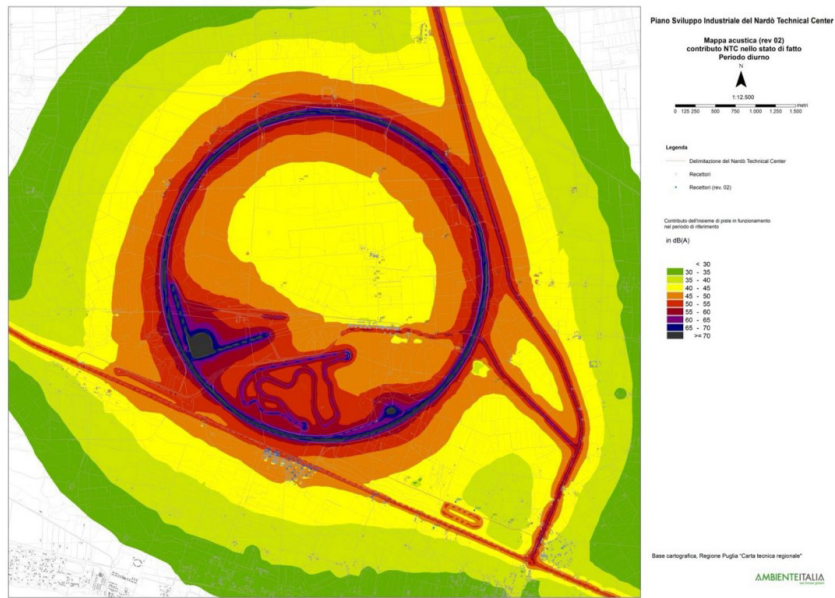 Piano Sviluppo Industriale del Nardò Technical Center
Mappa acustica (rev 02)
contributo NTC nello stato di fatto
Periodo diurno
N
1:12.500
0 125 250 500 750 1.000 1.250 1.500
metri
Legenda
Delimitazione del Nardò Technical Center
Recettori
Recettori (rev. 02)
Contributo dell'insieme di piste in funzionamento
nel periodo di riferimento
in dB(A)
< 30
30 - 35
35 - 40
40 - 45
45 - 50
50 - 55
55 - 60
60 - 65
65 - 70
>= 70
Base cartografica, Regione Puglia "Carta tecnica regionale"
AMBIENTEITALIA